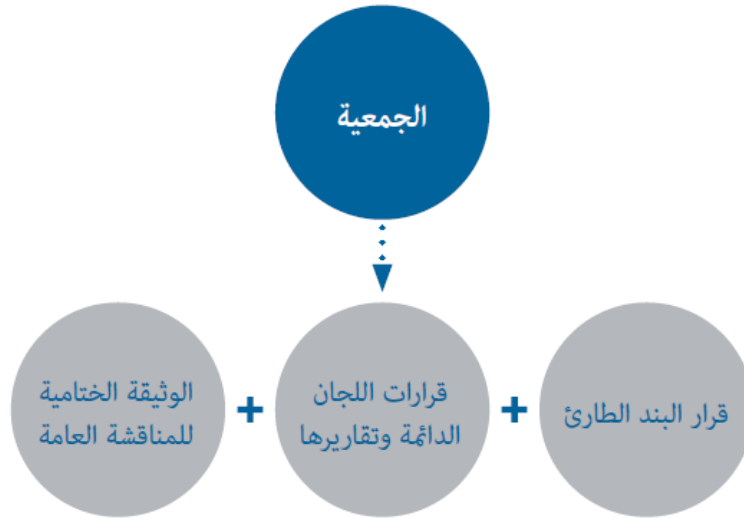 الجمعية
قرار البند الطارئ
+
قرارات اللجان
الدائمة وتقاريرها
+
الوثيقة الختامية
للمناقشة العامة